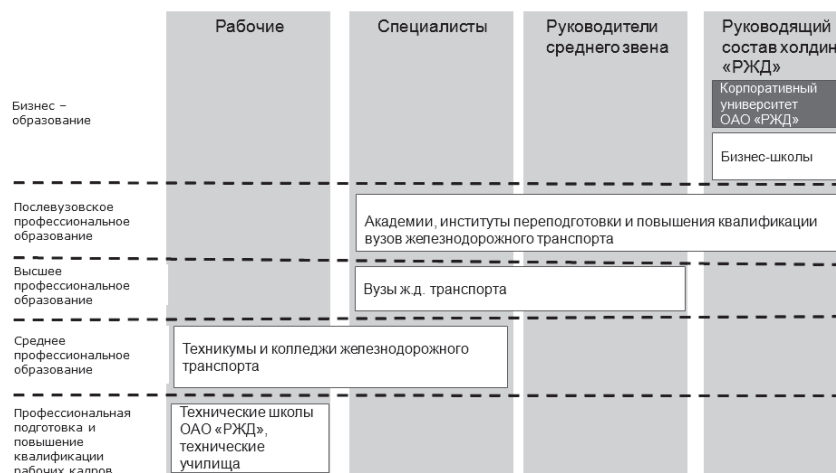 Рабочие
Специалисты
Руководители
среднего звена
Руководящий
состав холдин
«РЖД»
Бизнес –
образование
Корпоративный
университет
ОАО «РЖД»
Бизнес-школы
Послевузовское
профессиональное
образование
Академии, институты переподготовки и повышения квалификации
вузов железнодорожного транспорта
Высшее
профессиональное
образование
Вузы ж.д. транспорта
Среднее
профессиональное
образование
Техникумы и колледжи железнодорожного
транспорта
Профессиональная
подготовка и
повышение
квалификации
рабочих кадров
Технические школы
ОАО «РЖД»,
технические
училища